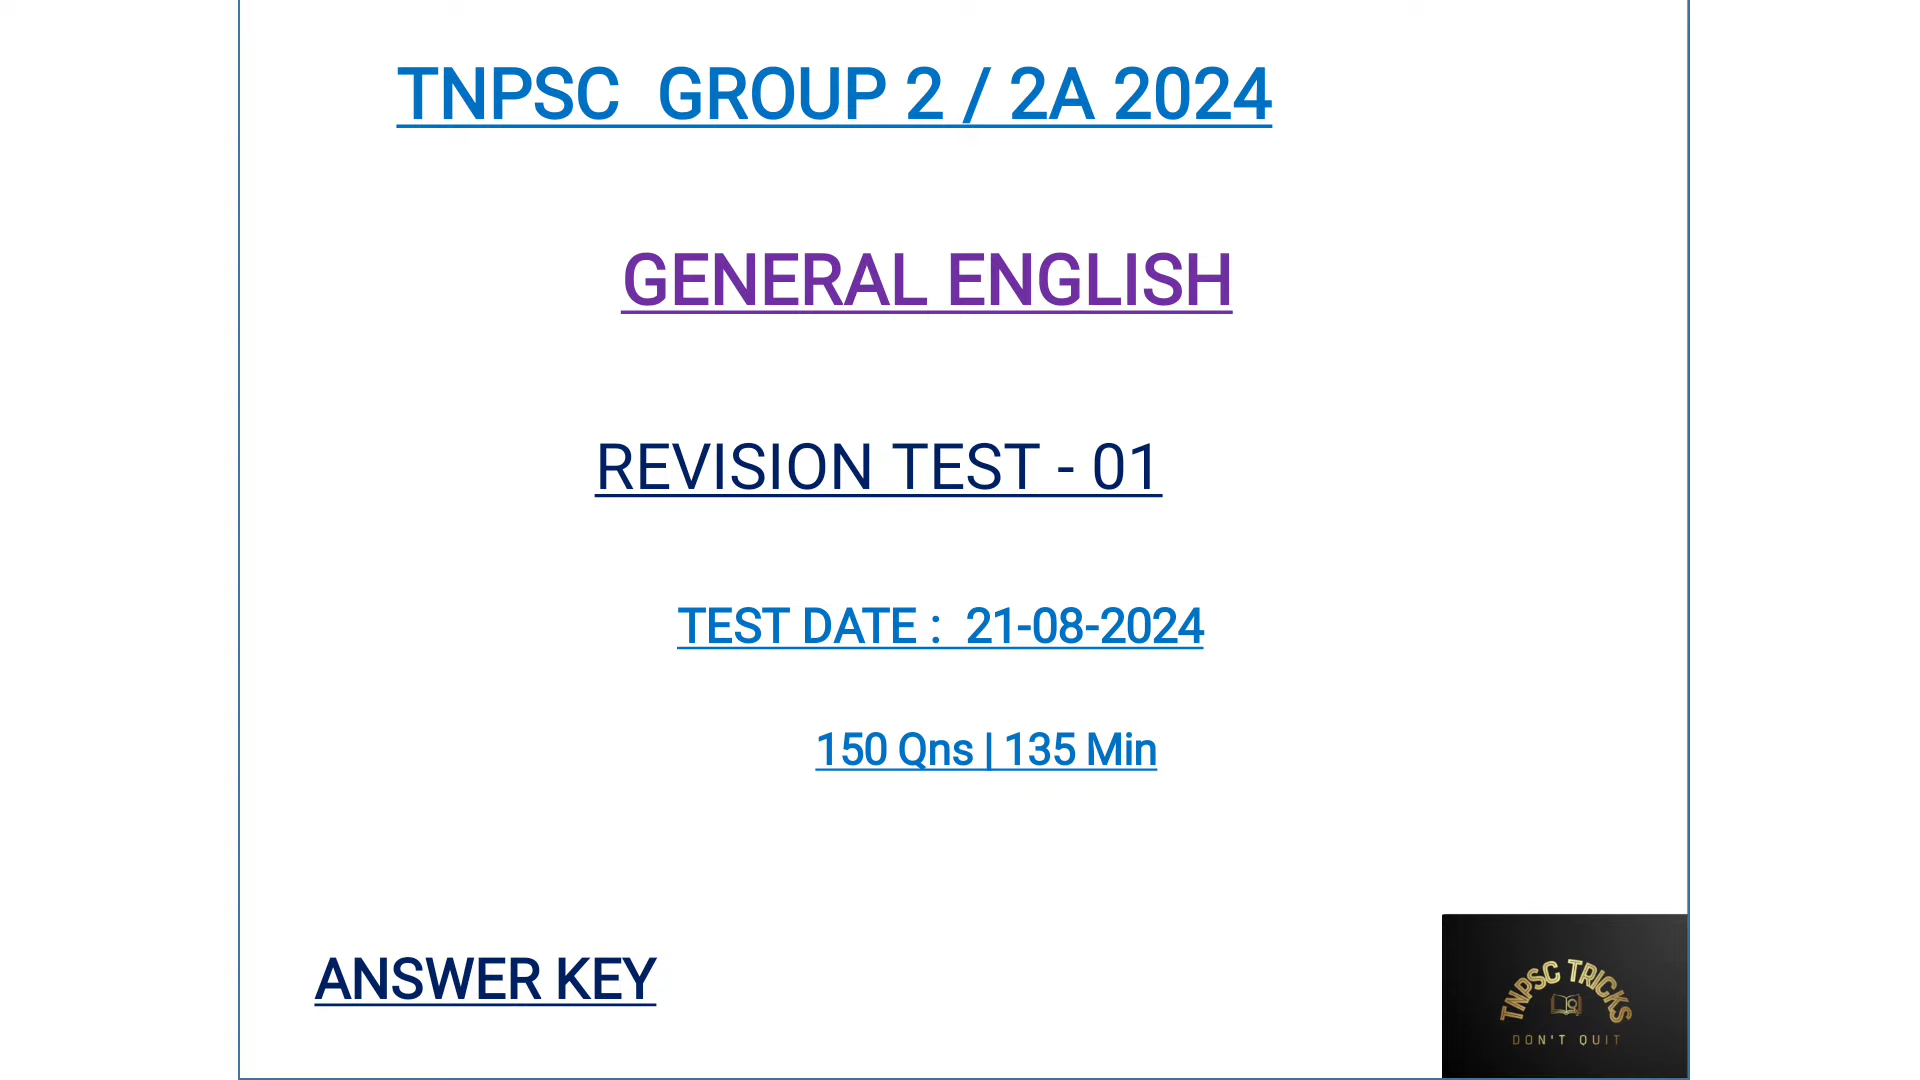 TNPSC GROUP 2 / 2A 2024
GENERAL ENGLISH
REVISION TEST - 01
TEST DATE : 21-08-2024
150 Qns | 135 Min
ANSWER KEY
TNPSC TRICKS
DON'T QUIT